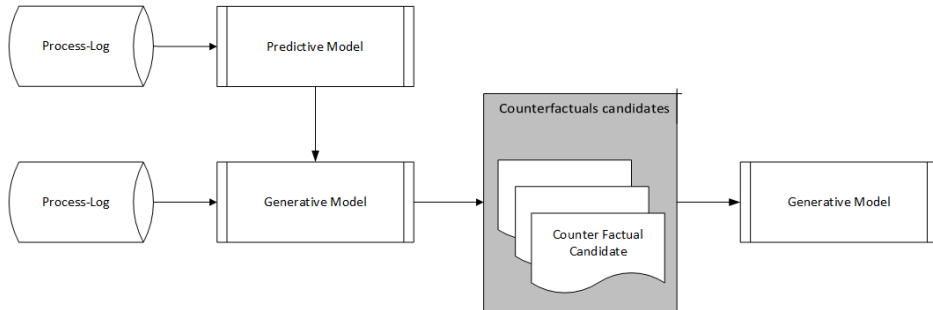 Process-Log
Predictive Model
Counterfactuals candidates
Process-Log
Generative Model
Counter Factual
Candidate
Generative Model